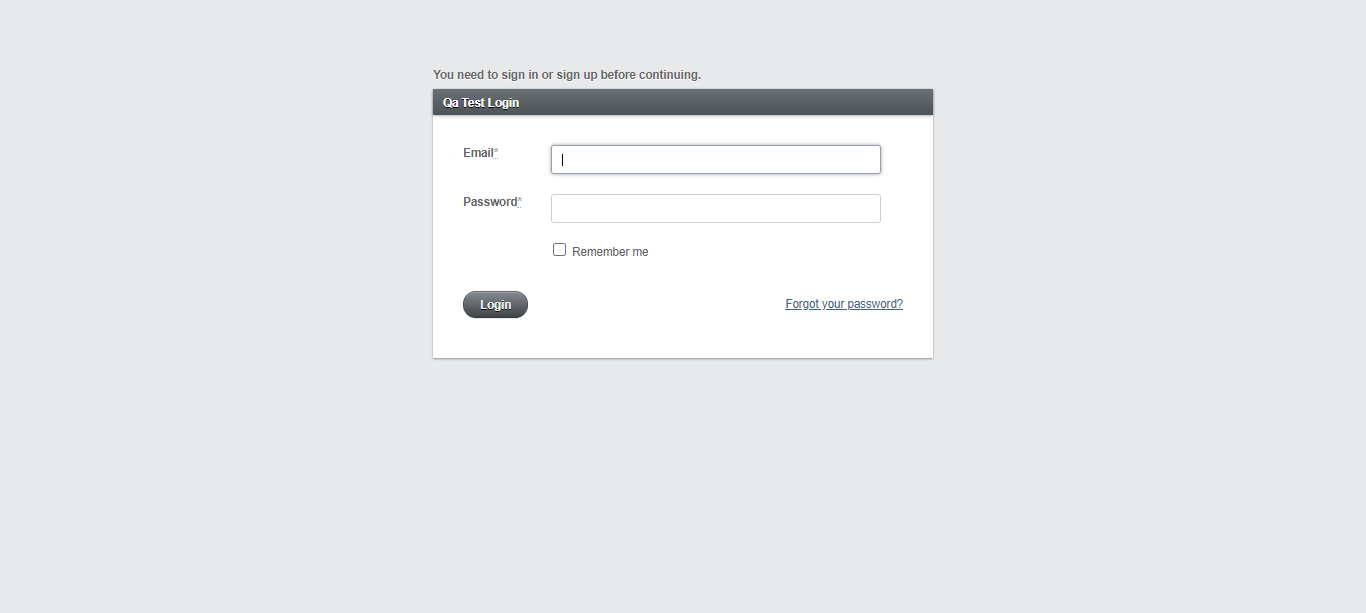 You need to sign in or sign up before continuing.
Qa Test Login
Email*
Password*
Remember me
Login
Forgot your password?